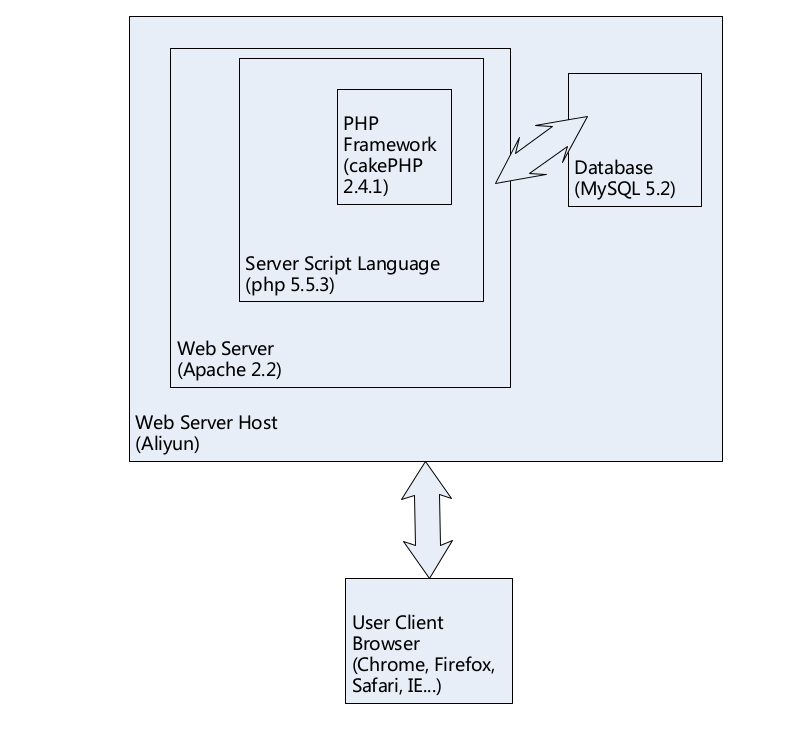 PHP
Framework
(cakePHP
2.4.1)
Database
(MySQL 5.2)
Server Script Language
(php 5.5.3)
Web Server
(Apache 2.2)
Web Server Host
(Aliyun)
User Client
Browser
(Chrome, Firefox,
Safari, IE...)